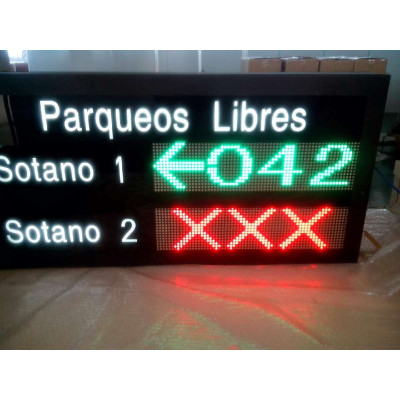 Parqueos Libres
Sotano 1 ←042
Sotano 2 XXX